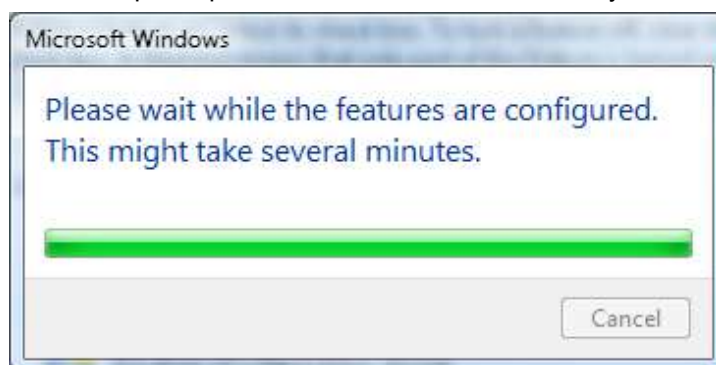 Microsoft Windows
Please wait while the features are configured.
This might take several minutes.
Cancel